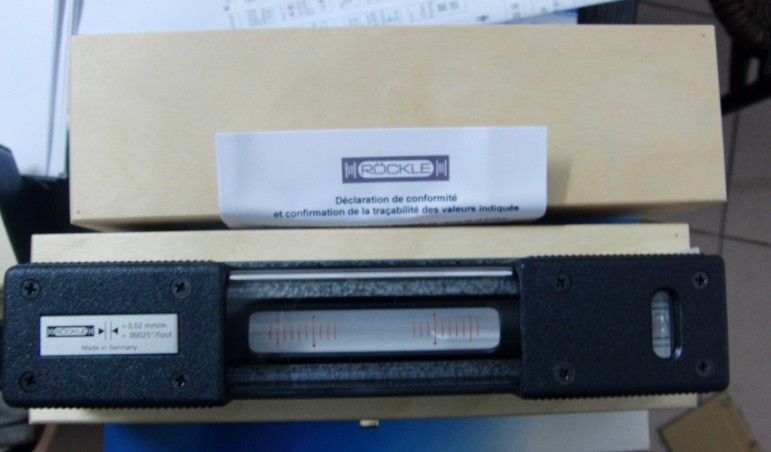 RÖCKLE
Déclaration de conformité
et confirmation de la traçabilité des valeurs indiqués
RÖCKLE
= 0,02 mm/m
= .00025"/foot
Made in Germany